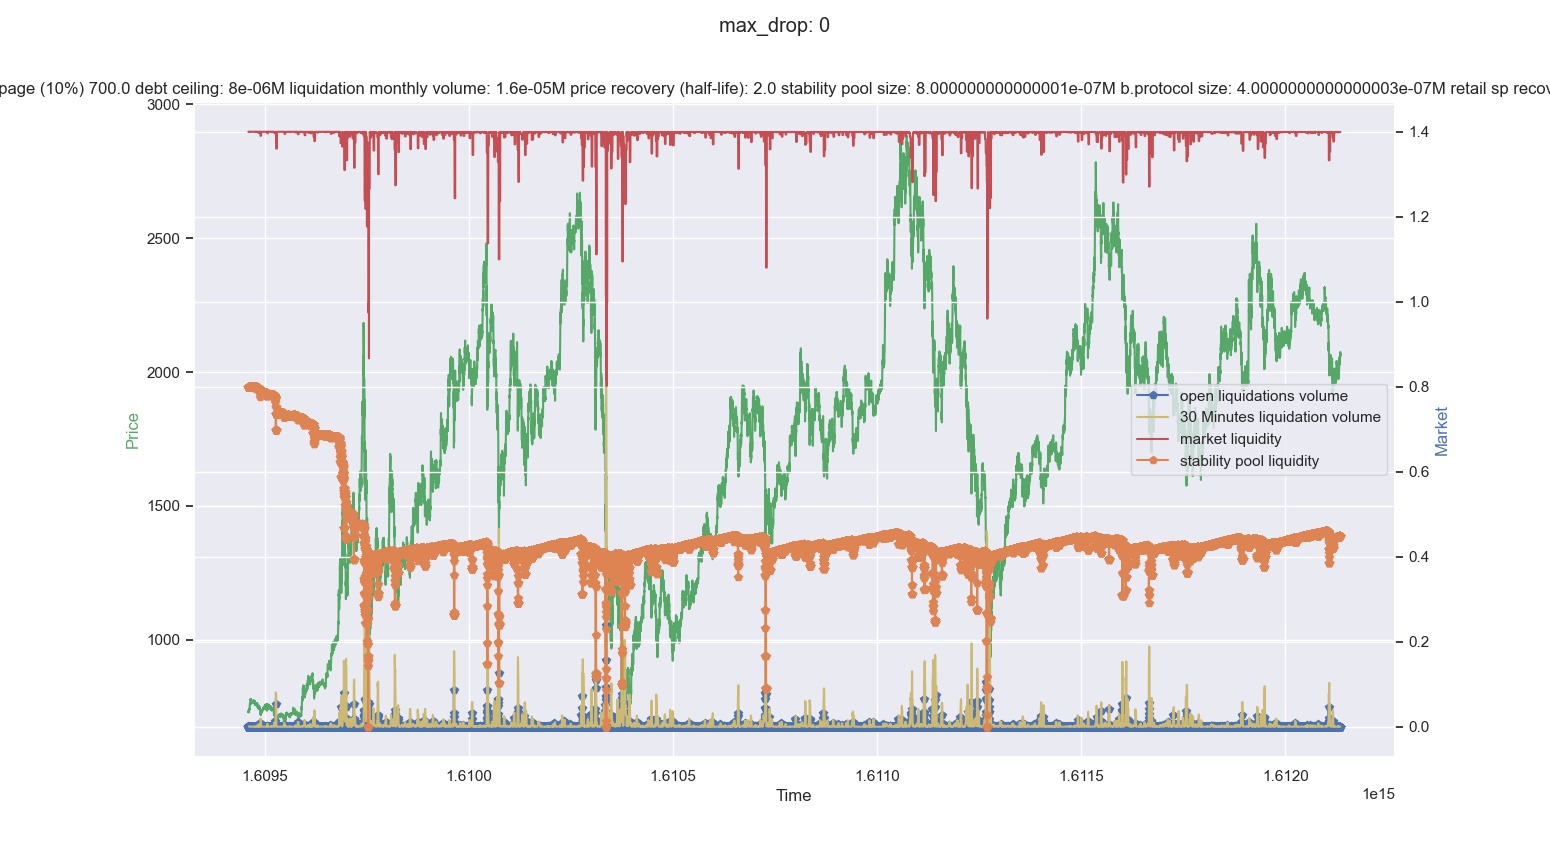 max_drop: 0
page (10%) 700.0 debt ceiling: 8e-06M liquidation monthly volume: 1.6e-05M price recovery (half-life): 2.0 stability pool size: 8.000000000000001e-07M b.protocol size: 4.0000000000000003e-07M retail sp recov
3000
2500
2000
1500
1000
Price
1.4
1.2
1.0
0.8
0.6
0.4
0.2
0.0
Market
open liquidations volume
30 Minutes liquidation volume
market liquidity
stability pool liquidity
1.6095 1.6100 1.6105 1.6110 1.6115 1.6120
1e15
Time